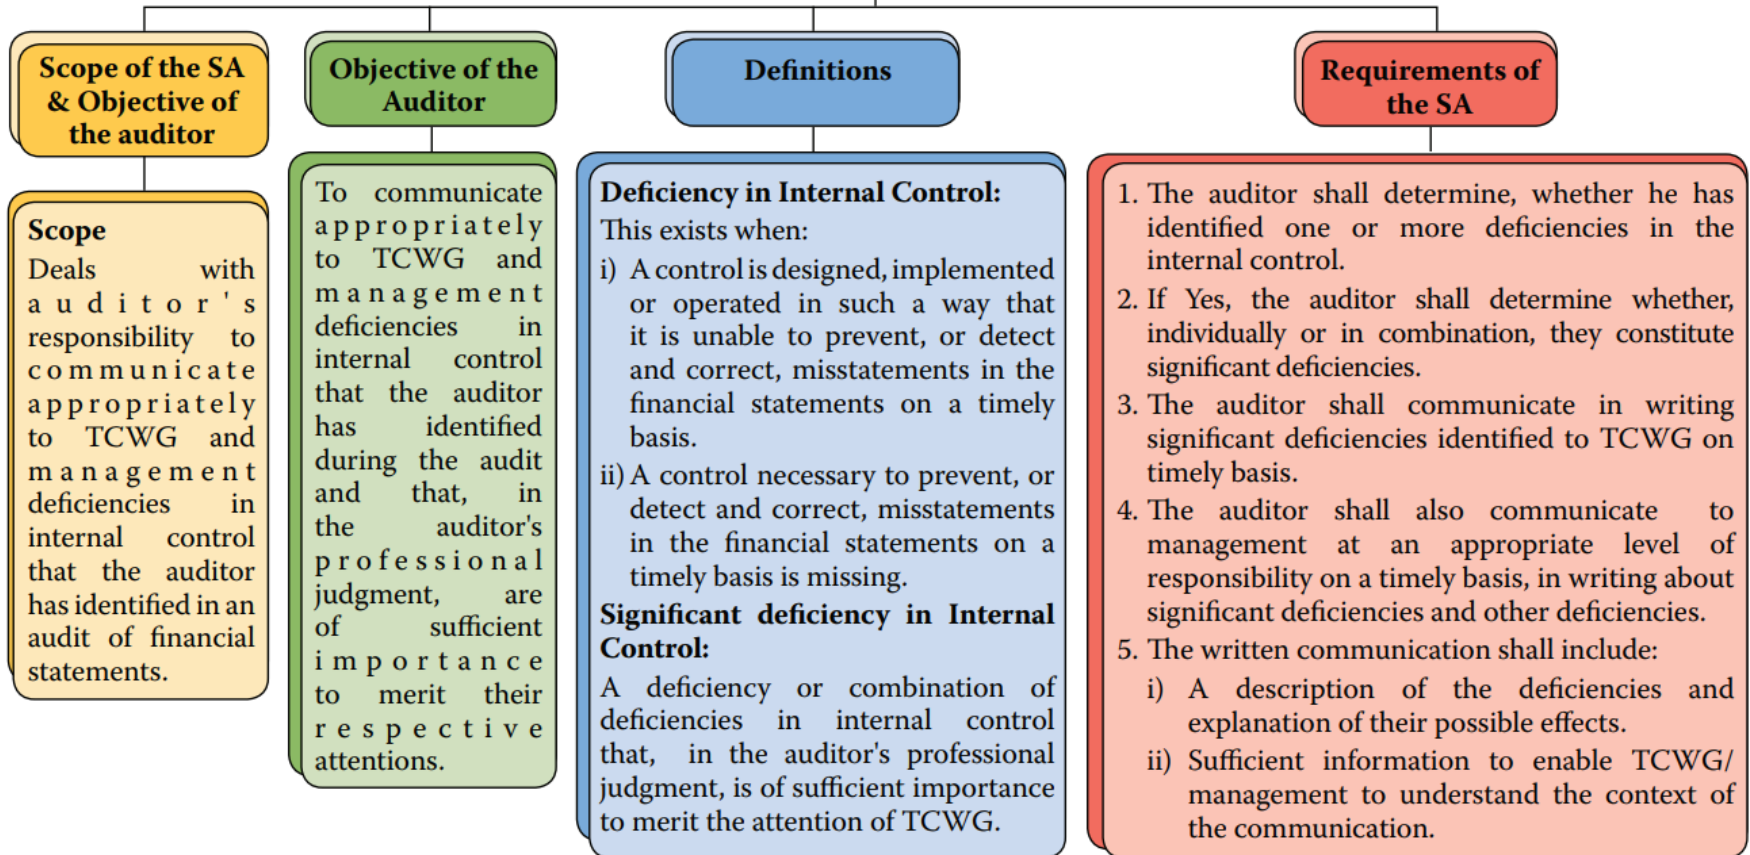 Scope of the SA
& Objective of
the auditor
Scope
Deals with
auditor's
responsibility to
communicate
appropriately
to TCWG and
management
deficiencies in
internal control
that the auditor
has identified in an
audit of financial
statements.
Objective of the
Auditor
To communicate
appropriately
to TCWG and
management
deficiencies in
internal control
that the auditor
has identified
during the audit
and that, in
the auditor's
professional
judgment, are
of sufficient
importance
to merit their
respective
attentions.
Definitions
Deficiency in Internal Control:
This exists when:
i) A control is designed, implemented
or operated in such a way that
it is unable to prevent, or detect
and correct, misstatements in the
financial statements on a timely
basis.
ii) A control necessary to prevent, or
detect and correct, misstatements
in the financial statements on a
timely basis is missing.
Significant deficiency in Internal
Control:
A deficiency or combination of
deficiencies in internal control
that, in the auditor's professional
judgment, is of sufficient importance
to merit the attention of TCWG.
Requirements of
the SA
1. The auditor shall determine, whether he has
identified one or more deficiencies in the
internal control.
2. If Yes, the auditor shall determine whether,
individually or in combination, they constitute
significant deficiencies.
3. The auditor shall communicate in writing
significant deficiencies identified to TCWG on
timely basis.
4. The auditor shall also communicate to
management at an appropriate level of
responsibility on a timely basis, in writing about
significant deficiencies and other deficiencies.
5. The written communication shall include:
i) A description of the deficiencies and
explanation of their possible effects.
ii) Sufficient information to enable TCWG/
management to understand the context of
the communication.